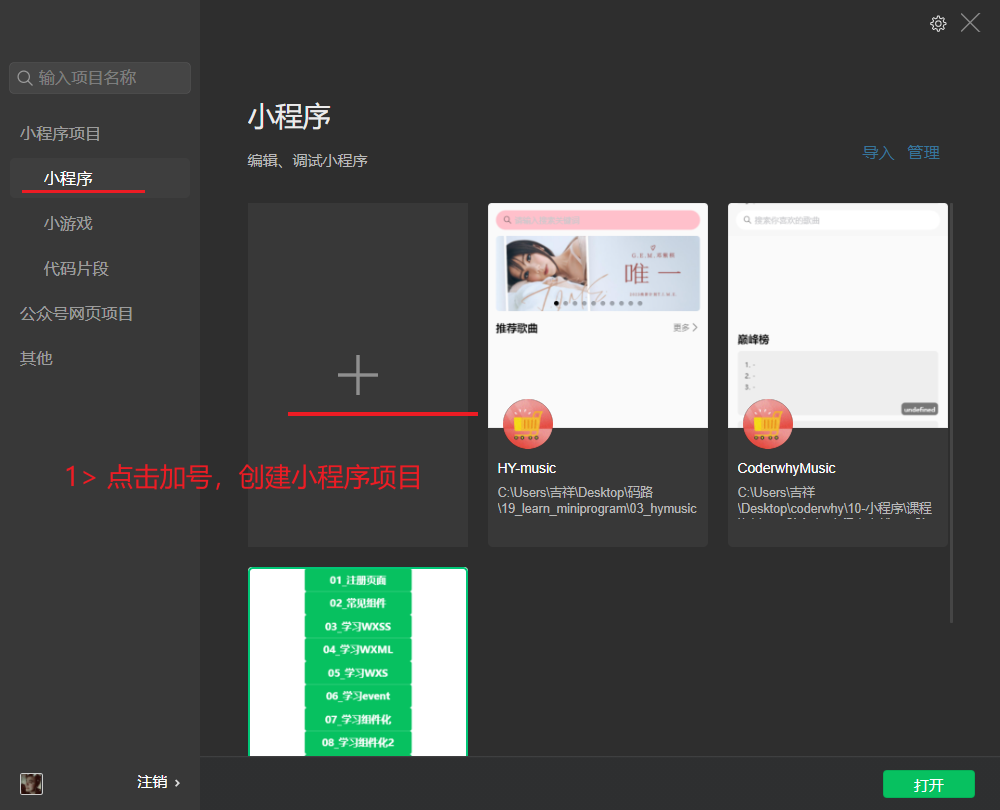 输入项目名称
小程序项目
小程序
小游戏
代码片段
公众号网页项目
其他
注销 ›
小程序
编辑、调试小程序
导入 管理
1> 点击加号，创建小程序项目
G.E.M.邓紫棋
唯一
推荐歌曲
更多
HY-music
C:\Users\吉祥\Desktop\码路
\19_learn_miniprogram\03_hymusic
搜索你喜欢的歌曲
巅峰榜
1. -
2. -
3. -
undefined
CoderwhyMusic
C:\Users\吉祥
\Desktop\coderwhy\10-小程序\课程
01_注册页面
02_常见组件
03_学习WXSS
04_学习WXML
05_学习WXS
06_学习event
07_学习组件化
08_学习组件化2
打开